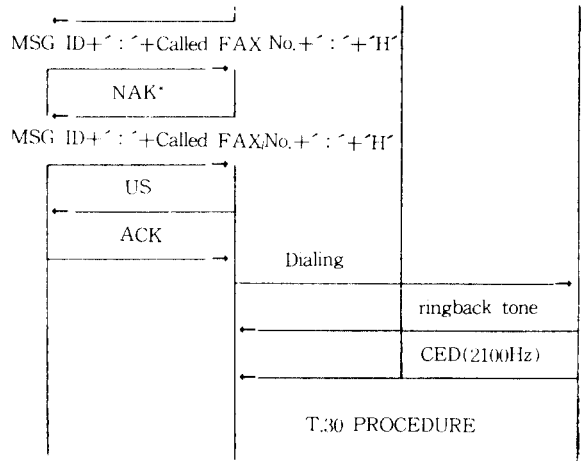 MSG ID+´:´+Called FAX No.+´:´+´H´
NAK*
MSG ID+´:´+Called FAX No.+´:´+´H´
US
ACK
Dialing
ringback tone
CED(2100Hz)
T.30 PROCEDURE